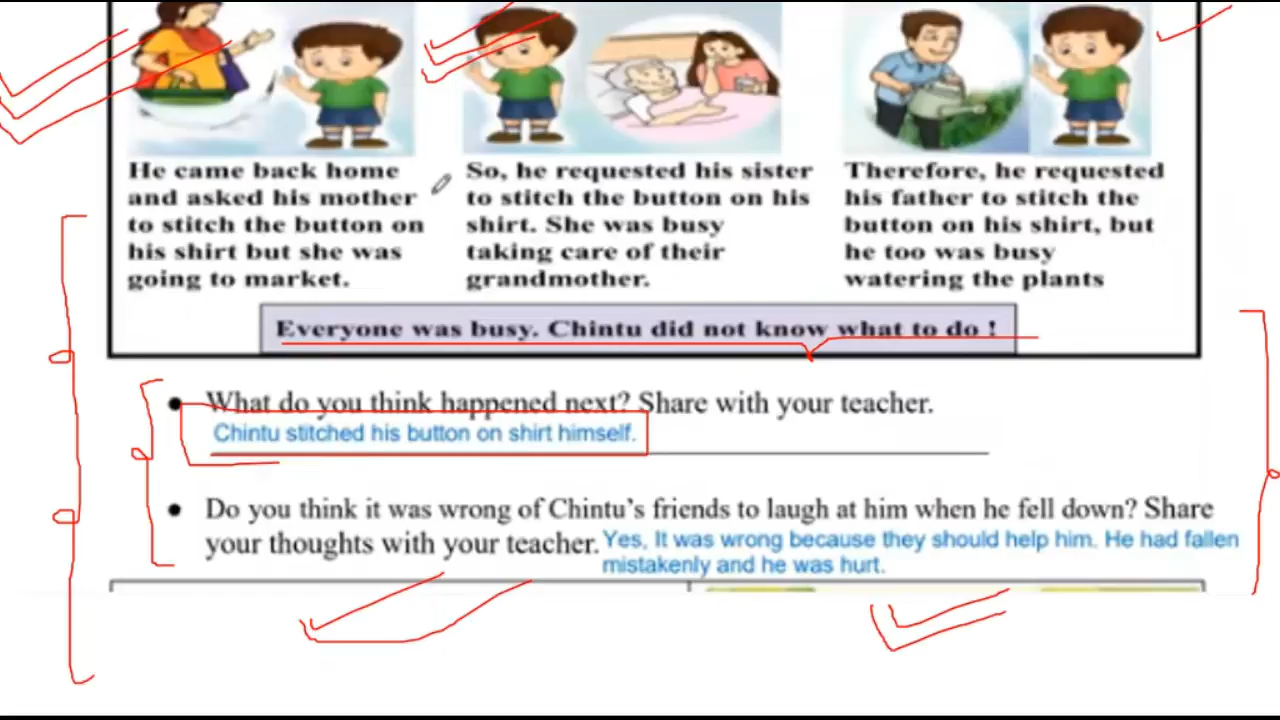 He came back home
and asked his mother
to stitch the button on
his shirt but she was
going to market.
So, he requested his sister
to stitch the button on his
shirt. She was busy
taking care of their
grandmother.
Therefore, he requested
his father to stitch the
button on his shirt, but
he too was busy
watering the plants
Everyone was busy. Chintu did not know what to do !
• What do you think happened next? Share with your teacher.
Chintu stitched his button on shirt himself.
• Do you think it was wrong of Chintu's friends to laugh at him when he fell down? Share
your thoughts with your teacher. Yes, It was wrong because they should help him. He had fallen
mistakenly and he was hurt.